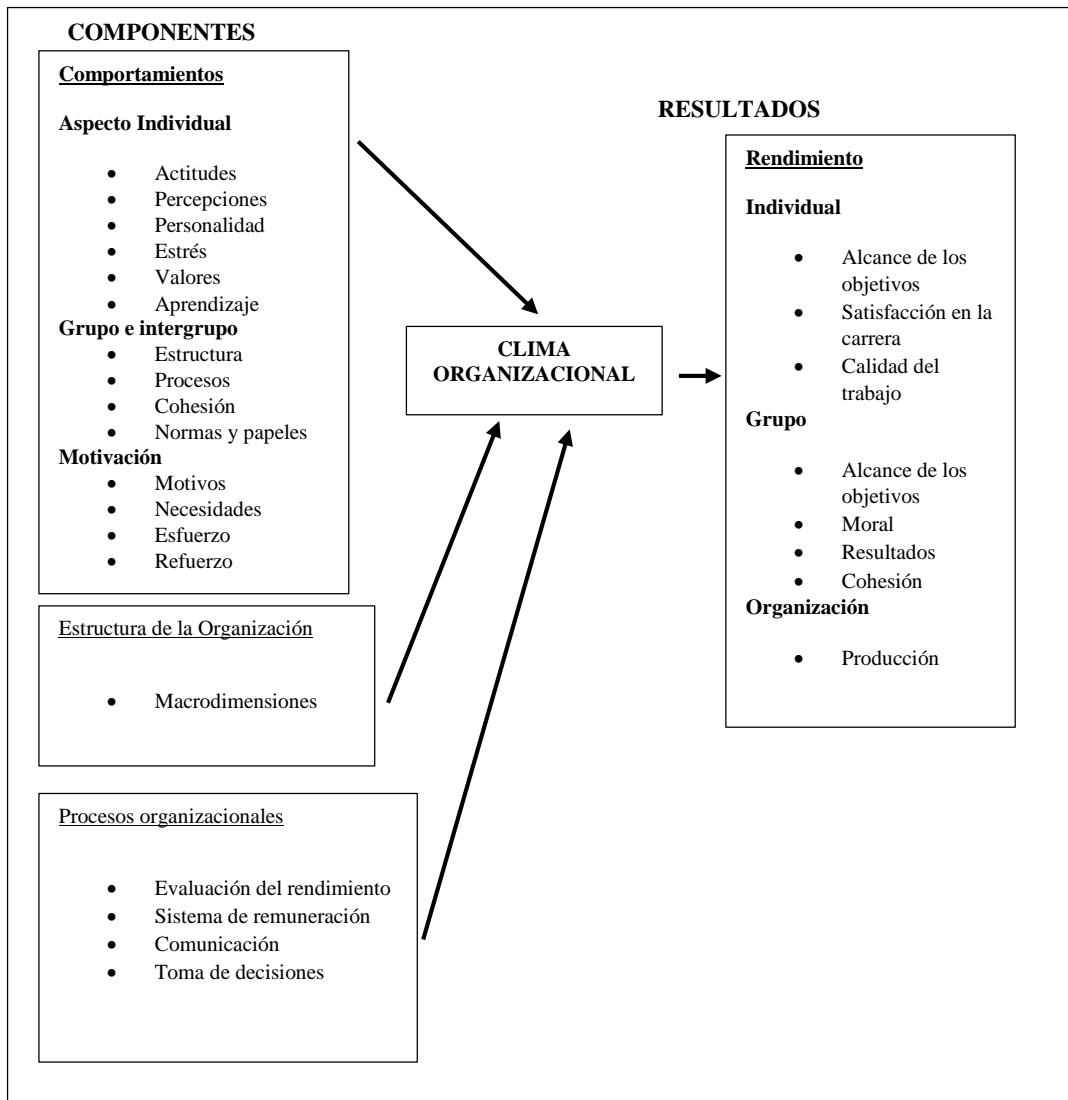 COMPONENTES
Comportamientos
Aspecto Individual
• Actitudes
• Percepciones
• Personalidad
• Estrés
• Valores
• Aprendizaje
Grupo e intergrupo
• Estructura
• Procesos
• Cohesión
• Normas y papeles
Motivación
• Motivos
• Necesidades
• Esfuerzo
• Refuerzo
Estructura de la Organización
• Macrodimensiones
Procesos organizacionales
• Evaluación del rendimiento
• Sistema de remuneración
• Comunicación
• Toma de decisiones
CLIMA
ORGANIZACIONAL
RESULTADOS
Rendimiento
Individual
• Alcance de los
objetivos
• Satisfacción en la
carrera
• Calidad del
trabajo
Grupo
• Alcance de los
objetivos
• Moral
• Resultados
• Cohesión
Organización
• Producción